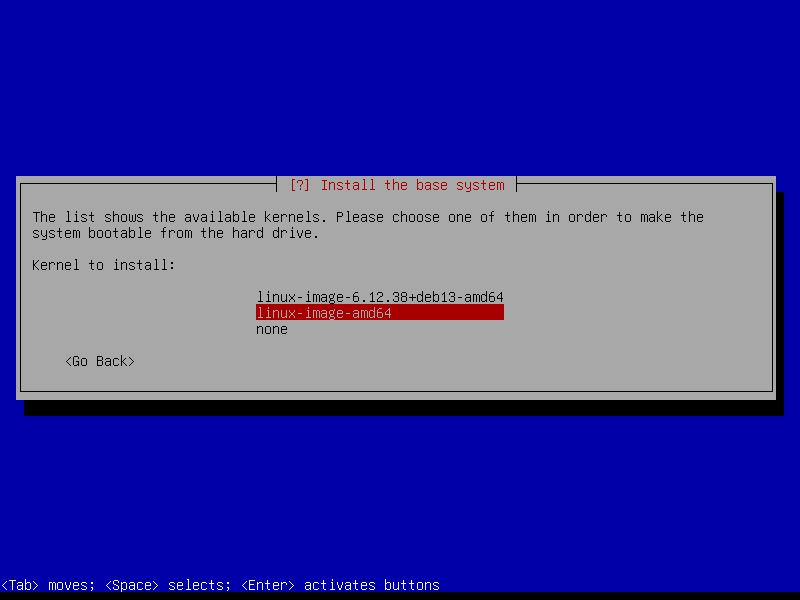 [?] Install the base system
The list shows the available kernels. Please choose one of them in order to make the
system bootable from the hard drive.
Kernel to install:
linux-image-6.12.38+deb13-amd64
linux-image-amd64
none
<Go Back>
<Tab> moves; <Space> selects; <Enter> activates buttons